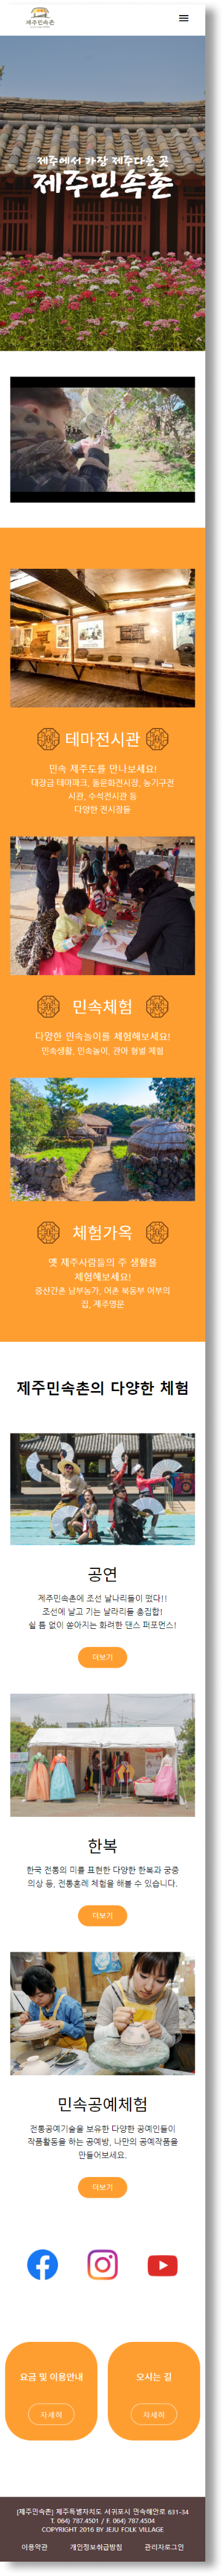 제주민속촌
제주에서 가장 제주다운 곳
제주민속촌
테마전시관
민속 제주도를 만나보세요!
대장금 테마파크, 돌문화전시장, 농기구전
시관, 수석전시관 등
다양한 전시장들
민속체험
다양한 민속놀이를 체험해보세요!
민속생활, 민속놀이, 관아 형벌 체험
체험가옥
옛 제주사람들의 주 생활을
체험해보세요!
중산간촌 남부농가, 어촌 북동부 어부의
집, 제주영문
제주민속촌의 다양한 체험
공연
제주민속촌에 조선 날나리들이 떴다!!
조선에 날고 기는 날라리들 총집합!
쉴 틈 없이 쏟아지는 화려한 댄스 퍼포먼스!
더보기
한복
한국 전통의 미를 표현한 다양한 한복과 궁중
의상 등, 전통혼례 체험을 해볼 수 있습니다.
더보기
민속공예체험
전통공예기술을 보유한 다양한 공예인들이
작품활동을 하는 공예방, 나만의 공예작품을
만들어보세요.
더보기
요금 및 이용안내
오시는 길
자세히
자세히
[제주민속촌] 제주특별자치도 서귀포시 민속해안로 631-34
T. 064) 787.4501 / F. 064) 787.4504
COPYRIGHT 2016 BY JEJU FOLK VILLAGE
이용약관 개인정보취급방침 관리자로그인